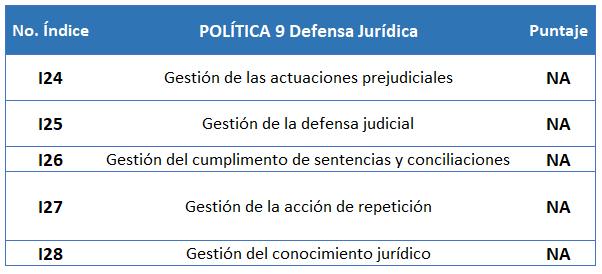 No. Índice POLÍTICA 9 Defensa Jurídica Puntaje
I24 Gestión de las actuaciones prejudiciales NA
I25 Gestión de la defensa judicial NA
I26 Gestión del cumplimento de sentencias y conciliaciones NA
I27 Gestión de la acción de repetición NA
I28 Gestión del conocimiento jurídico NA